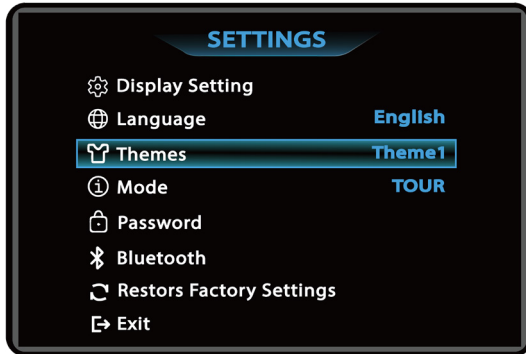 SETTINGS
Display Setting
Language English
Themes Theme1
Mode TOUR
Password
Bluetooth
Restors Factory Settings
Exit